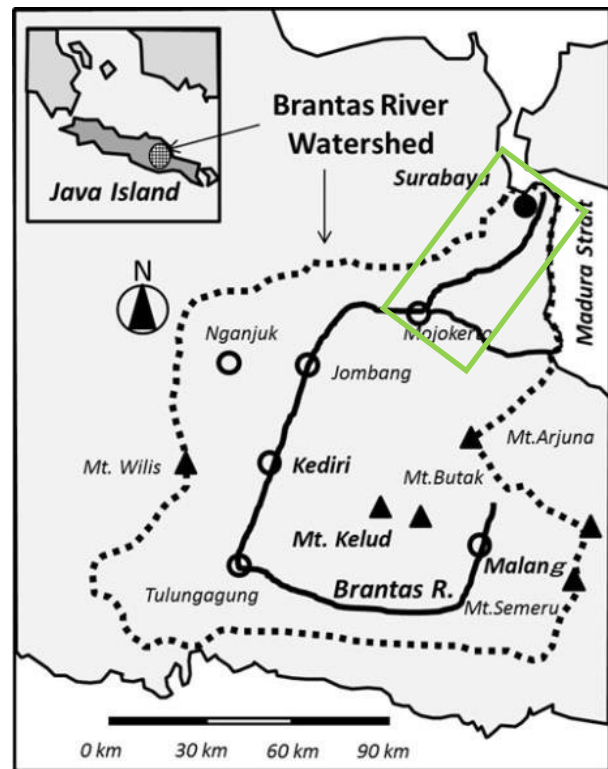 Brantas River
Watershed
Java Island
Surabaya
Madura Strait
N
Nganjuk
Mojokerto
Jombang
Mt.Arjuna
Mt. Wilis
Kediri
Mt.Butak
Mt. Kelud
Malang
Tulungagung
Brantas R.
Mt.Semeru
0 km 30 km 60 km 90 km